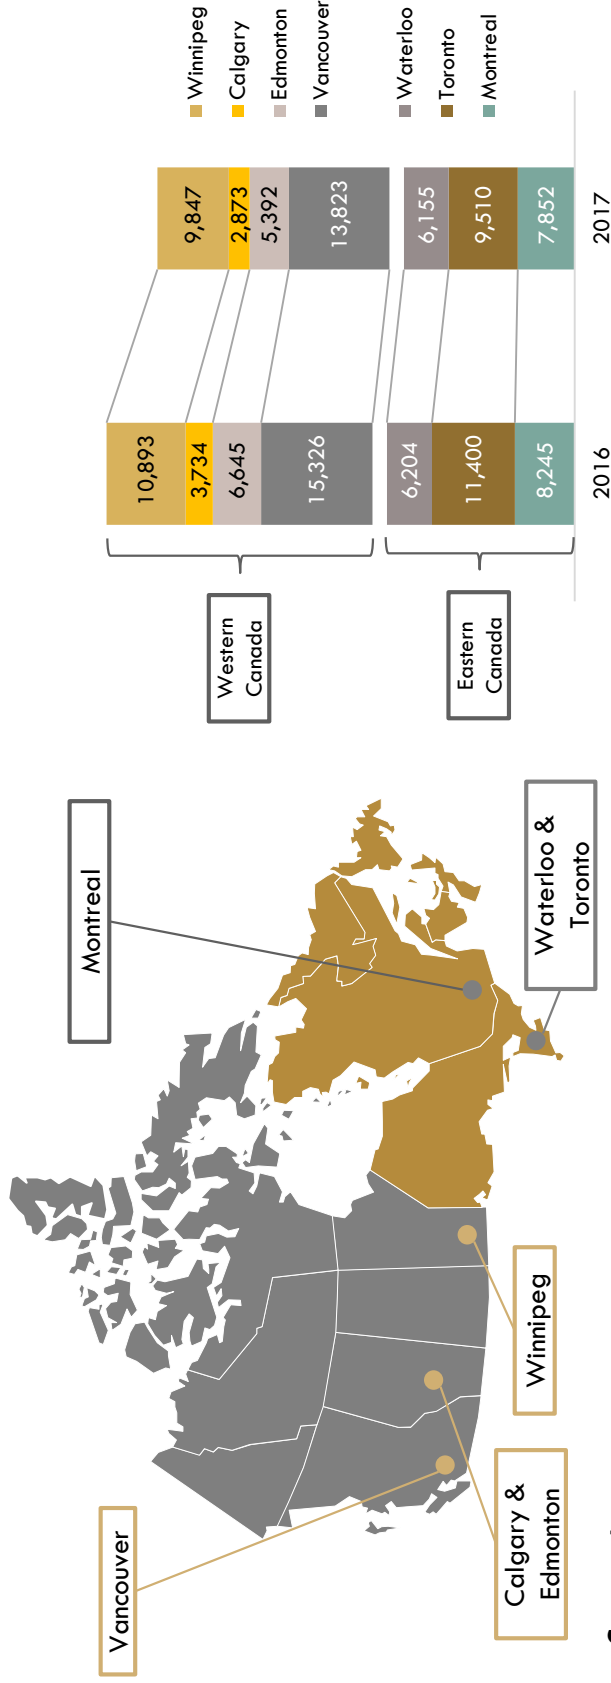 Vancouver
Calgary &
Edmonton
Winnipeg
Montreal
Waterloo &
Toronto
Western
Canada
Eastern
Canada
10,893
3,734
6,645
15,326
6,204
11,400
8,245
2016
9,847
2,873
5,392
13,823
6,155
9,510
7,852
2017
Winnipeg
Calgary
Edmonton
Vancouver
Waterloo
Toronto
Montreal